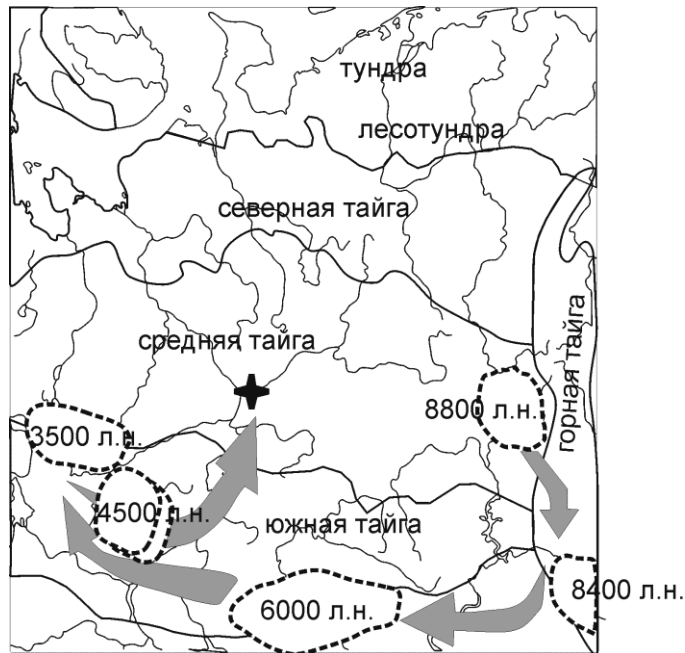 тундра
лесотундра
северная тайга
средняя тайга
горная тайга
8800 л.н.
3500 л.н.
4500 л.н.
южная тайга
8400 л.н.
6000 л.н.